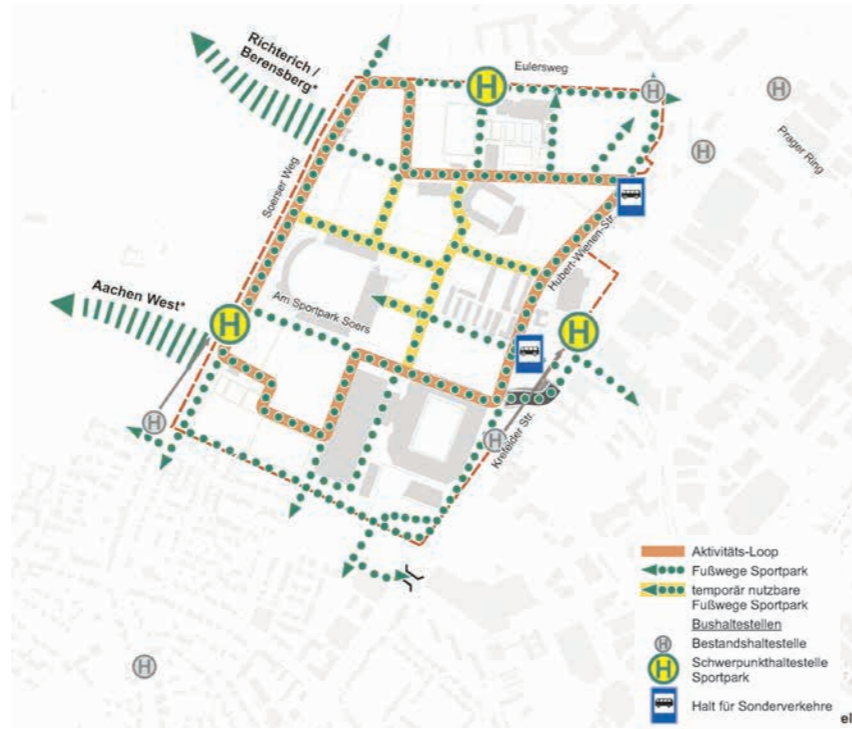 Richterich /
Berensberg*
Eulersweg
H
H
H
H
Prager Ring
Soerser Weg
Hubert-Wienen-Str.
Aachen West*
Am Sportpark Soers
H
H
H
H
Krefelder Str.
H
Aktivitäts-Loop
Fußwege Sportpark
temporär nutzbare
Fußwege Sportpark
Bushaltestellen
H Bestandshaltestelle
H Schwerpunkthaltestelle
Sportpark
Halt für Sonderverkehre
el